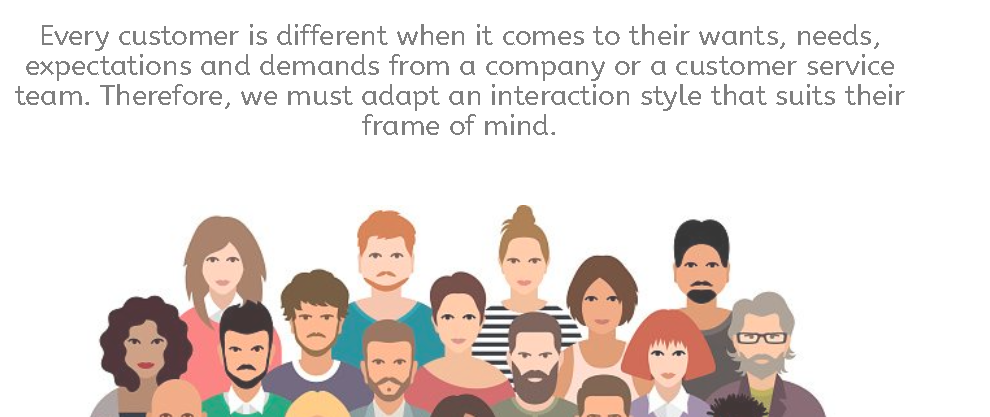 Every customer is different when it comes to their wants, needs,
expectations and demands from a company or a customer service
team. Therefore, we must adapt an interaction style that suits their
frame of mind.